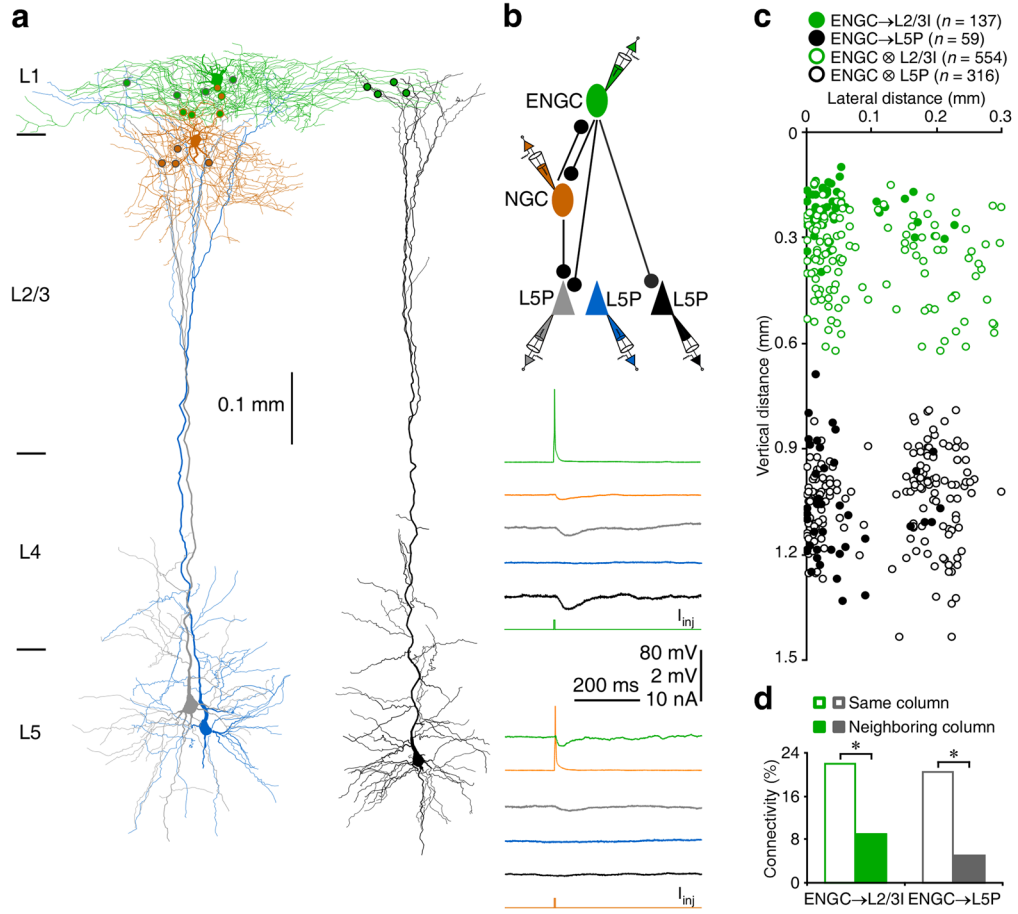 a
L1
L2/3
L4
L5
0.1 mm
b
ENGC
NGC
L5P
L5P
L5P
Iinj
80 mV
2 mV
200 ms
10 nA
Iinj
c
ENGC→L2/3I (n = 137)
ENGC→L5P (n = 59)
ENGC ⊗ L2/3I (n = 554)
ENGC ⊗ L5P (n = 316)
Lateral distance (mm)
0 0.1 0.2 0.3
0
0.3
0.6
0.9
1.2
1.5
Vertical distance (mm)
d
Same column
Neighboring column
24
16
8
0
Connectivity (%)
* *
ENGC→L2/3I ENGC→L5P